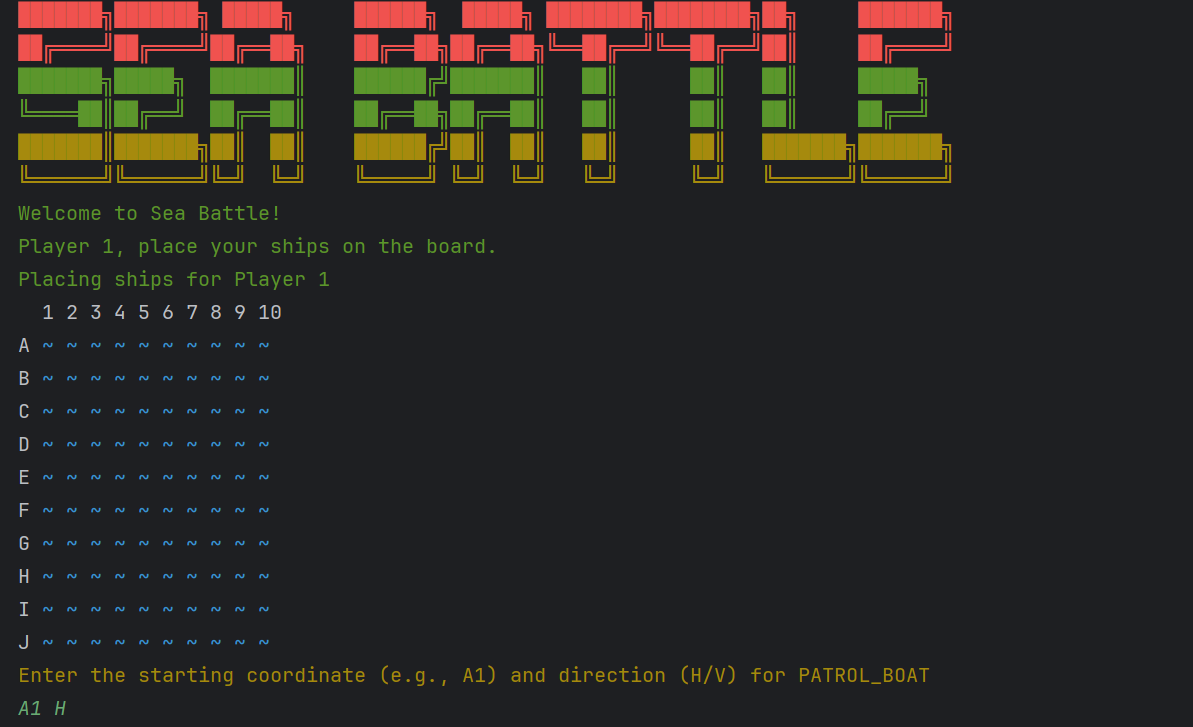 SEA BATTLE
Welcome to Sea Battle!
Player 1, place your ships on the board.
Placing ships for Player 1
1 2 3 4 5 6 7 8 9 10
A ~ ~ ~ ~ ~ ~ ~ ~ ~ ~
B ~ ~ ~ ~ ~ ~ ~ ~ ~ ~
C ~ ~ ~ ~ ~ ~ ~ ~ ~ ~
D ~ ~ ~ ~ ~ ~ ~ ~ ~ ~
E ~ ~ ~ ~ ~ ~ ~ ~ ~ ~
F ~ ~ ~ ~ ~ ~ ~ ~ ~ ~
G ~ ~ ~ ~ ~ ~ ~ ~ ~ ~
H ~ ~ ~ ~ ~ ~ ~ ~ ~ ~
I ~ ~ ~ ~ ~ ~ ~ ~ ~ ~
J ~ ~ ~ ~ ~ ~ ~ ~ ~ ~
Enter the starting coordinate (e.g., A1) and direction (H/V) for PATROL_BOAT
A1 H